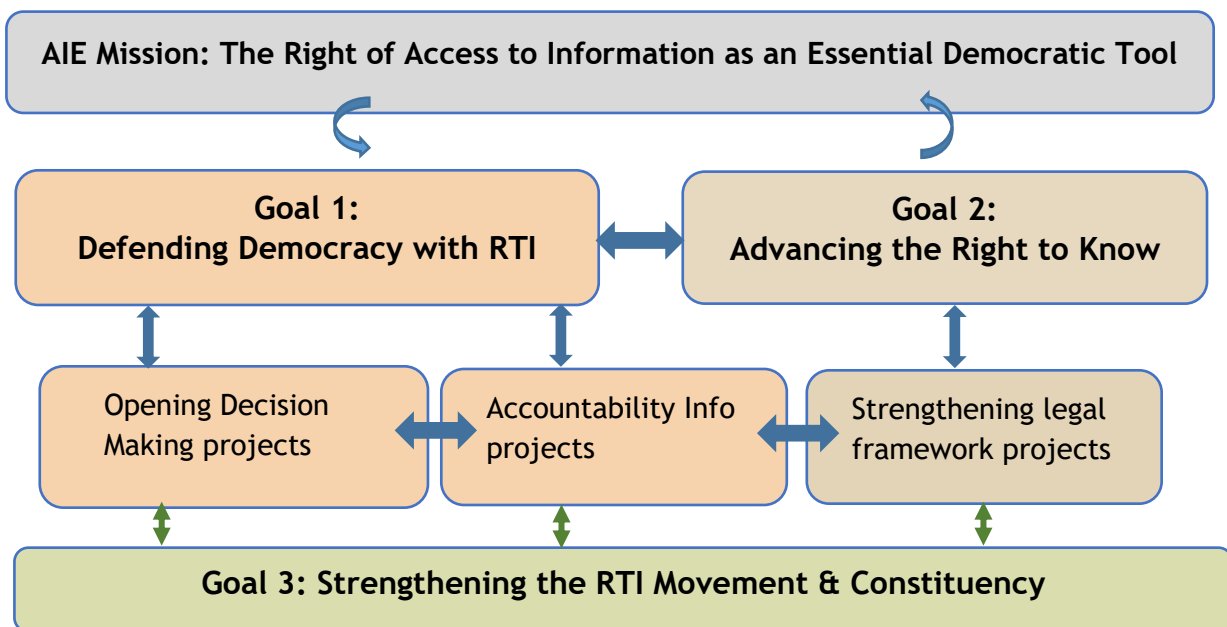 AIE Mission: The Right of Access to Information as an Essential Democratic Tool
Goal 1:
Defending Democracy with RTI
Goal 2:
Advancing the Right to Know
Opening Decision
Making projects
Accountability Info
projects
Strengthening legal
framework projects
Goal 3: Strengthening the RTI Movement & Constituency